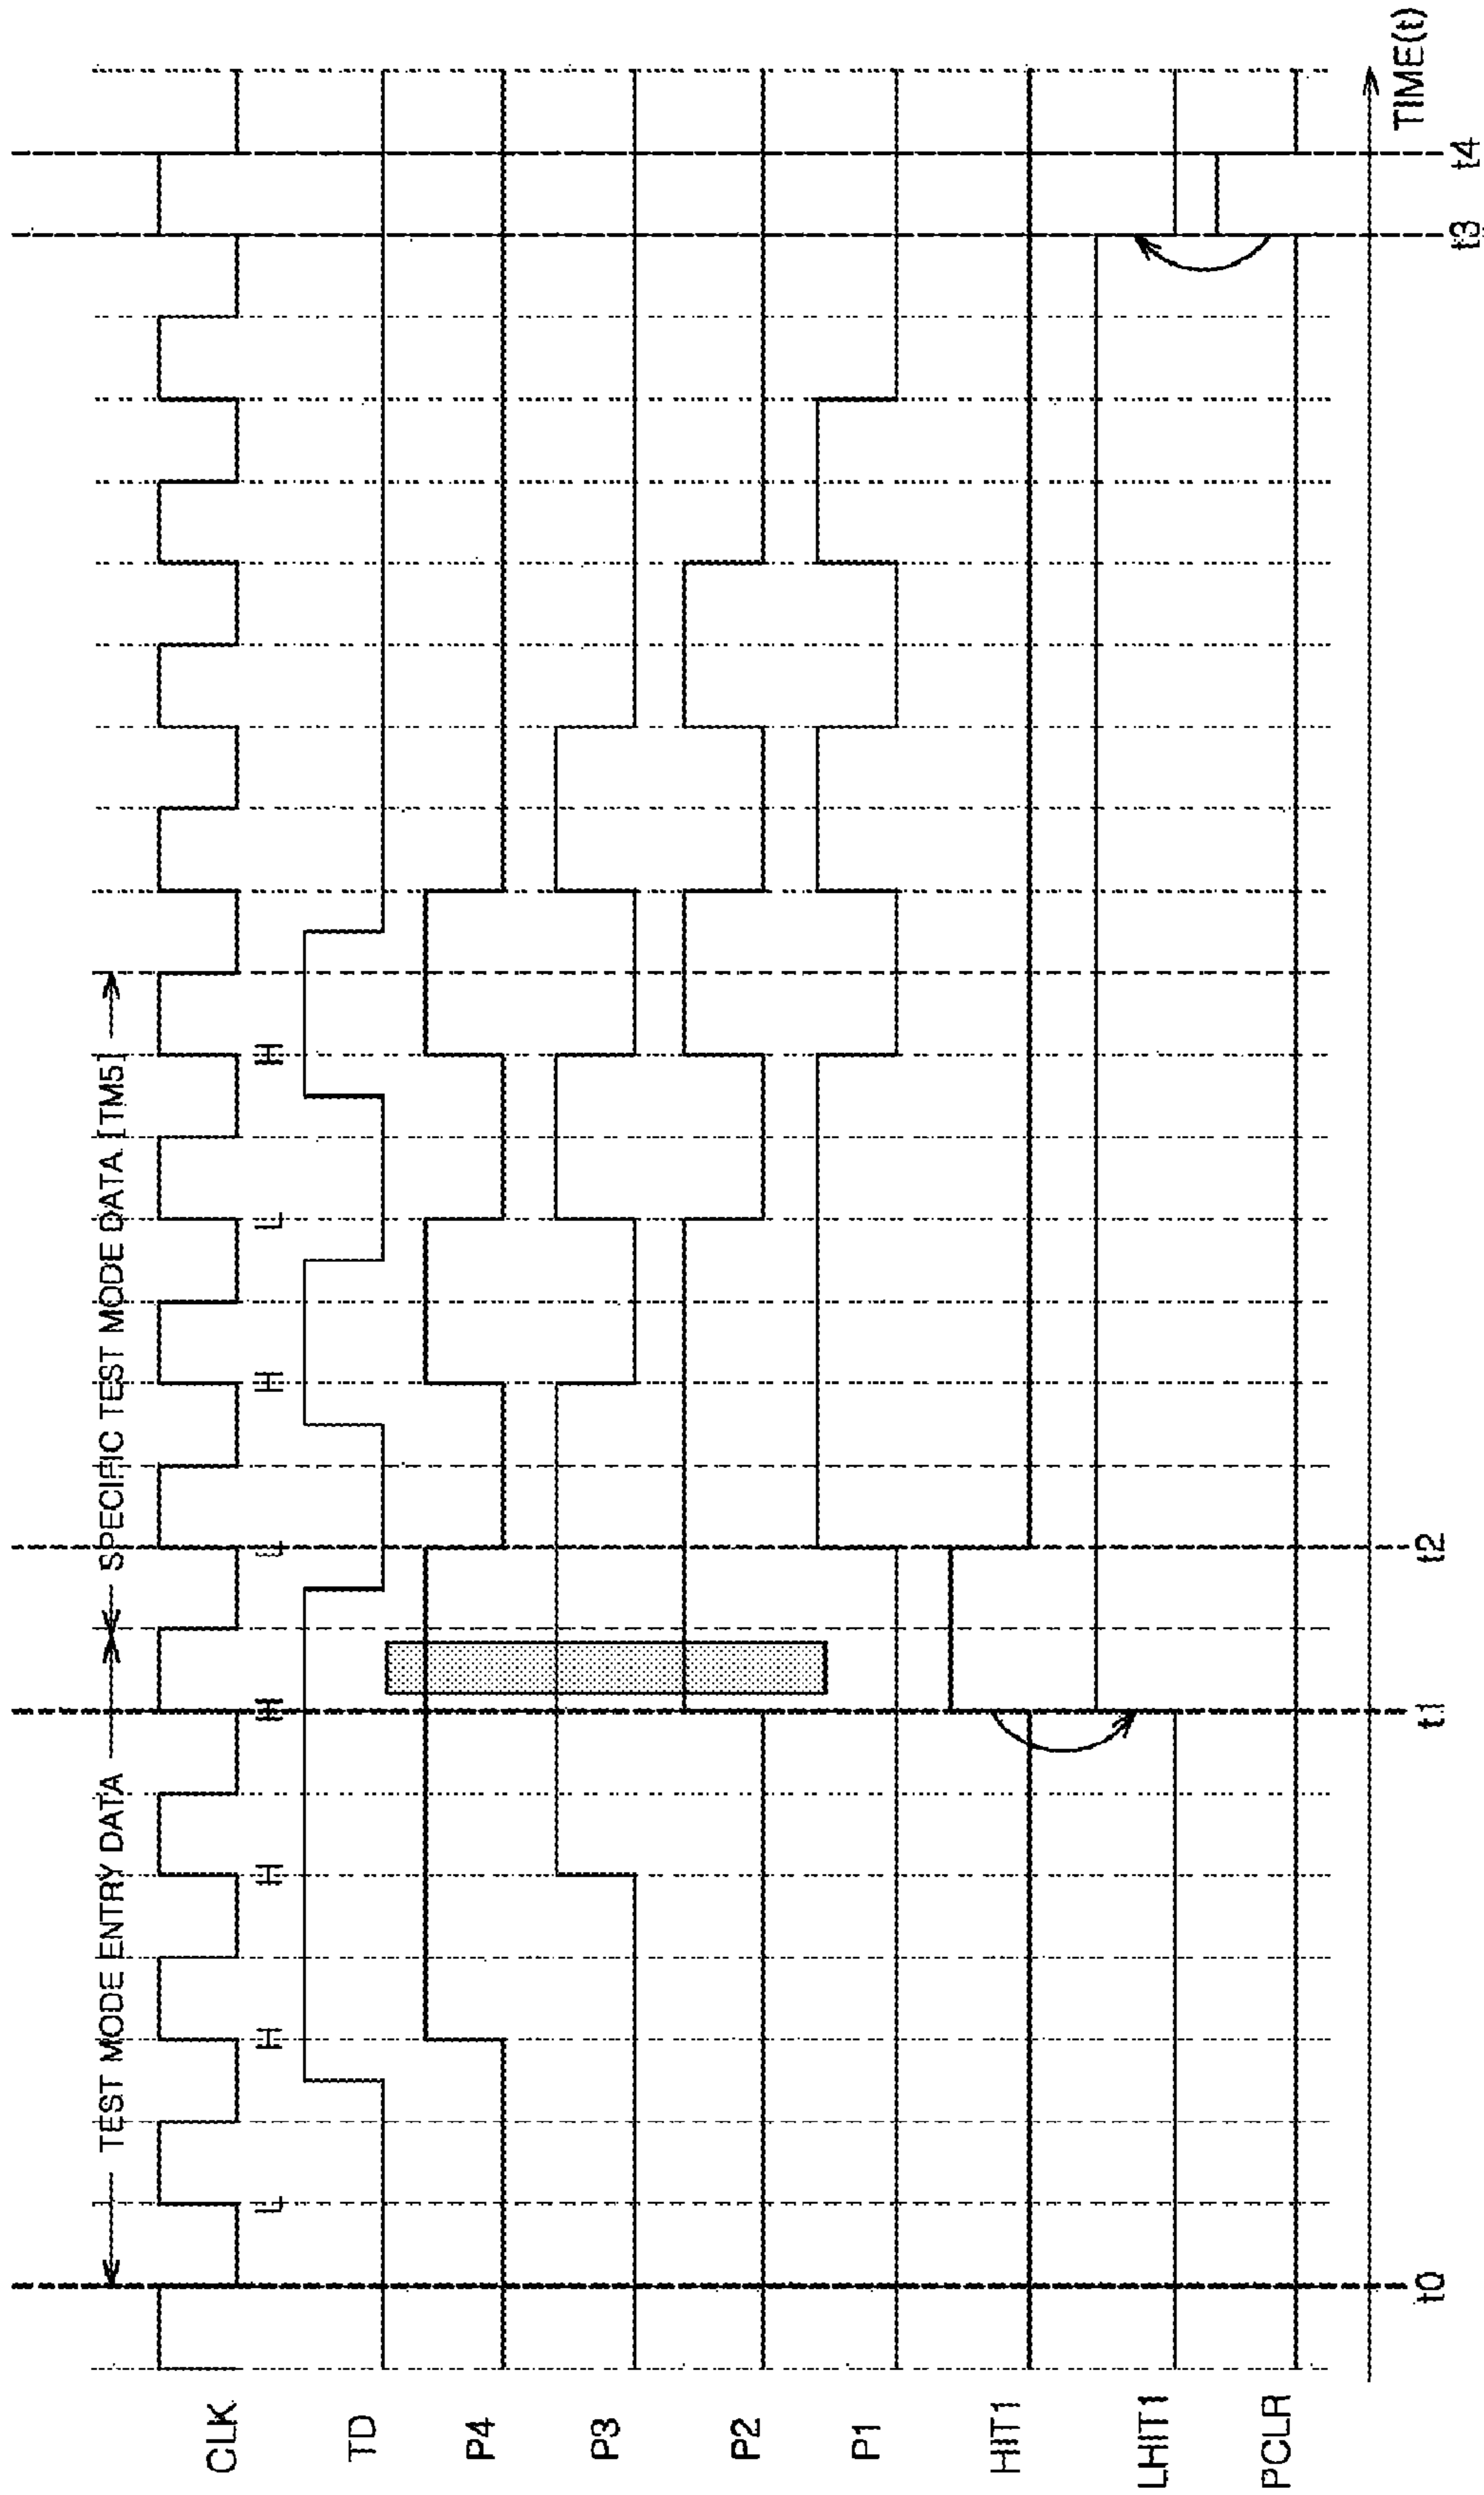 TEST MODE ENTRY DATA
SPECIFIC TEST MODE DATA [TM5]
CLK
L H H H L H L H
TD
P4
P3
P2
P1
HIT1
LHIT1
PCLR
t0 t1 t2 t3 t4
TIME(t)